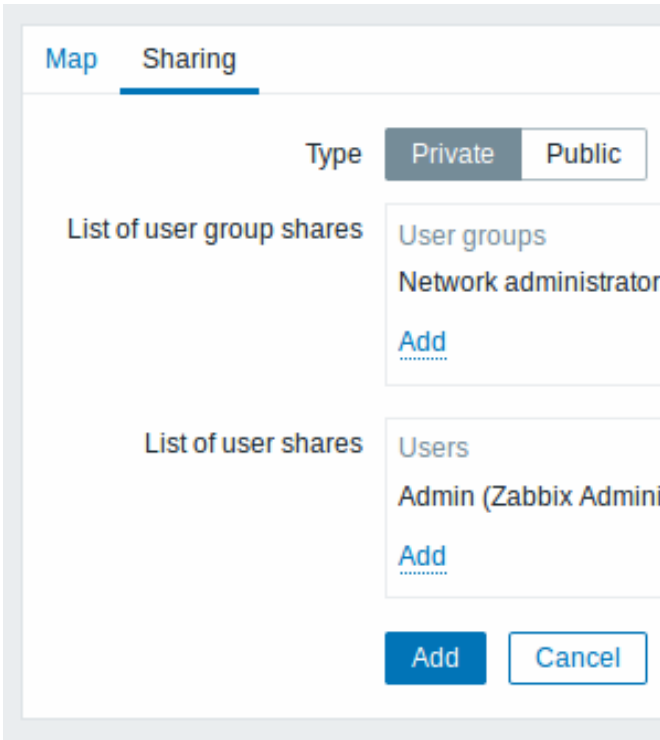 Map Sharing
Type Private Public
List of user group shares User groups
Network administrator
Add
List of user shares Users
Admin (Zabbix Admini
Add
Add Cancel